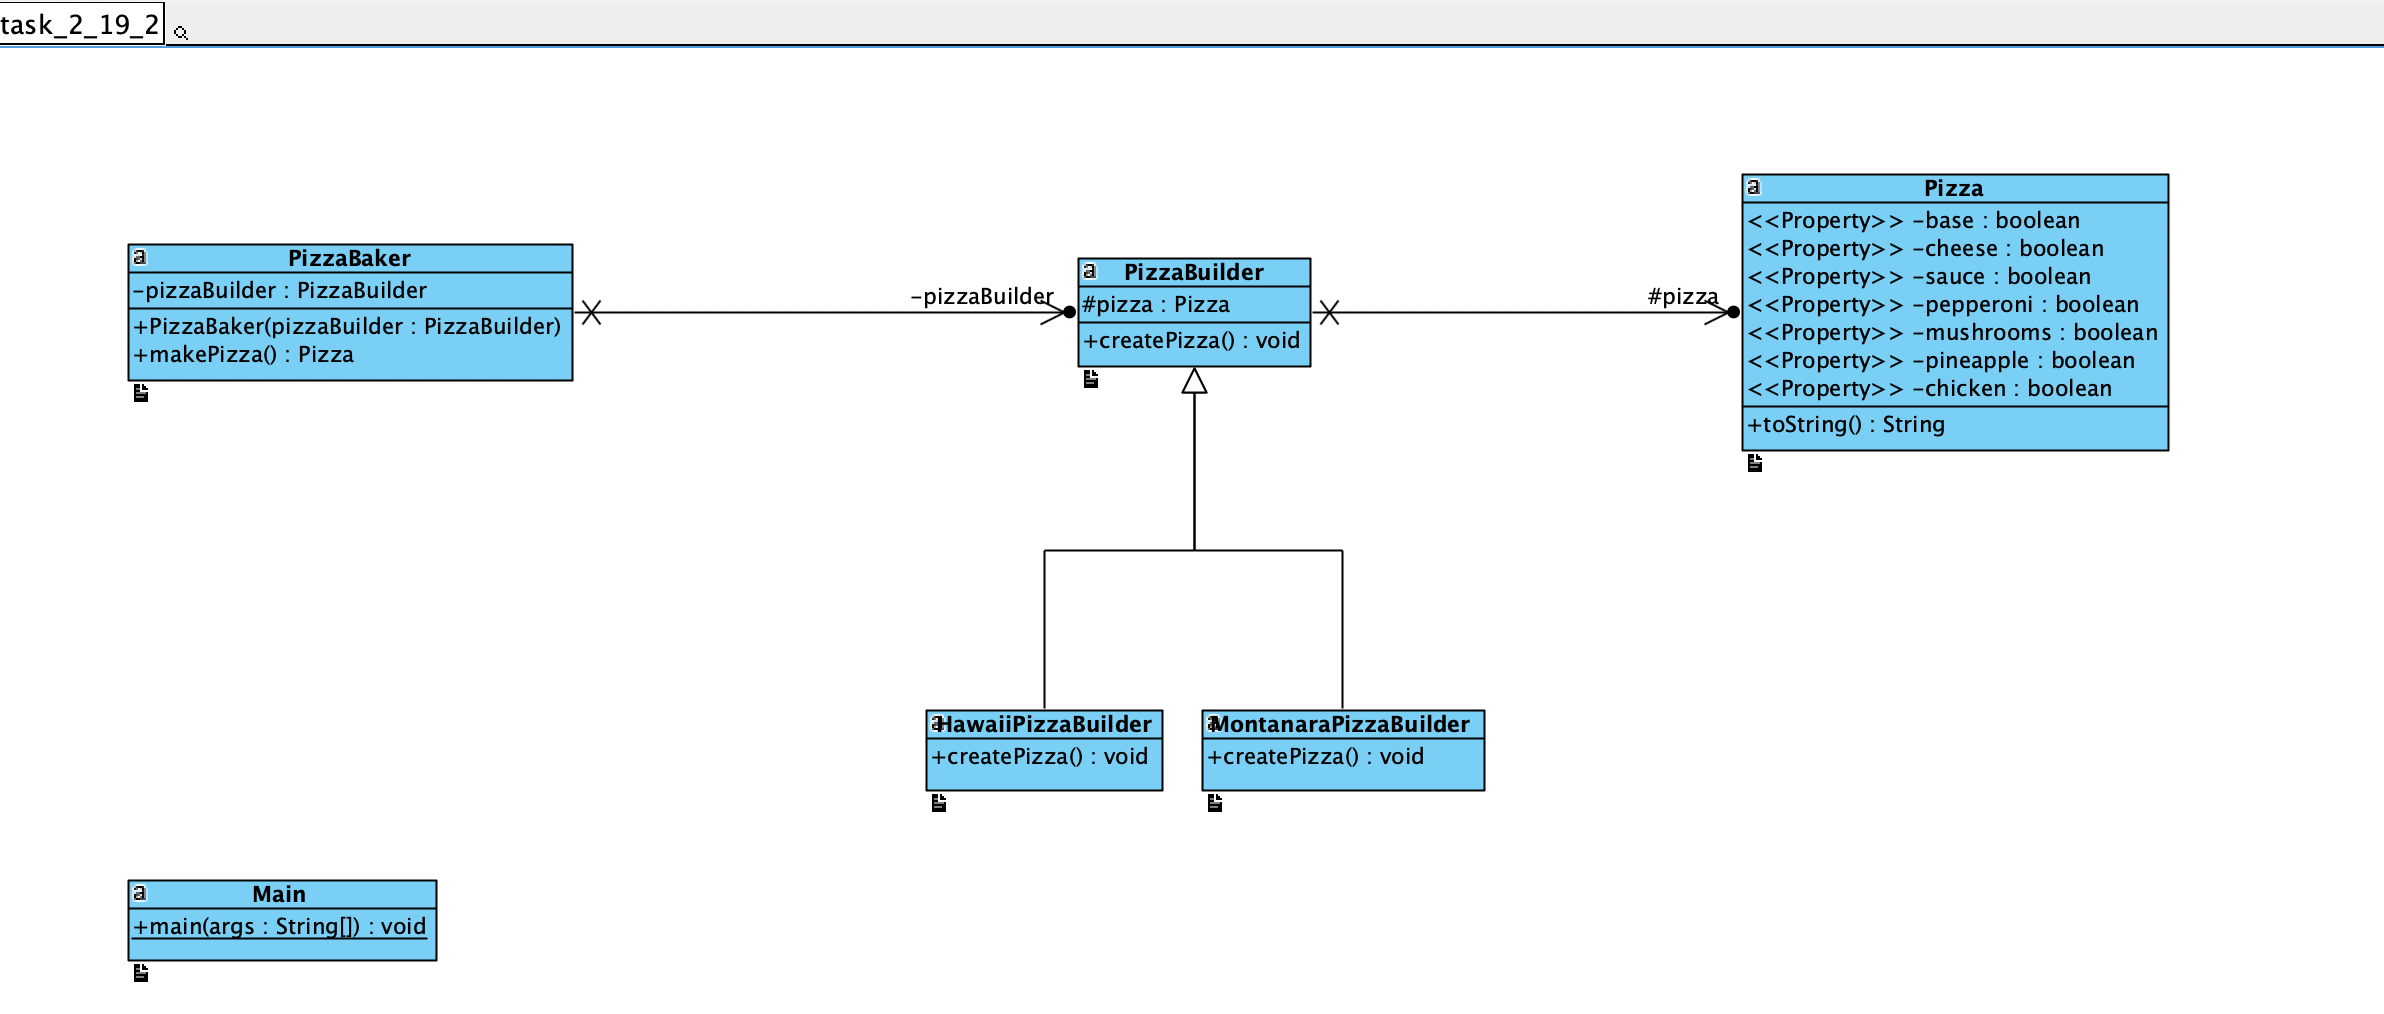 task_2_19_2
PizzaBaker
-pizzaBuilder : PizzaBuilder
+PizzaBaker(pizzaBuilder : PizzaBuilder)
+makePizza() : Pizza
-pizzaBuilder
PizzaBuilder
#pizza : Pizza
+createPizza() : void
#pizza
Pizza
<<Property>> -base : boolean
<<Property>> -cheese : boolean
<<Property>> -sauce : boolean
<<Property>> -pepperoni : boolean
<<Property>> -mushrooms : boolean
<<Property>> -pineapple : boolean
<<Property>> -chicken : boolean
+toString() : String
HawaiiPizzaBuilder
+createPizza() : void
MontanaraPizzaBuilder
+createPizza() : void
Main
+main(args : String[]) : void